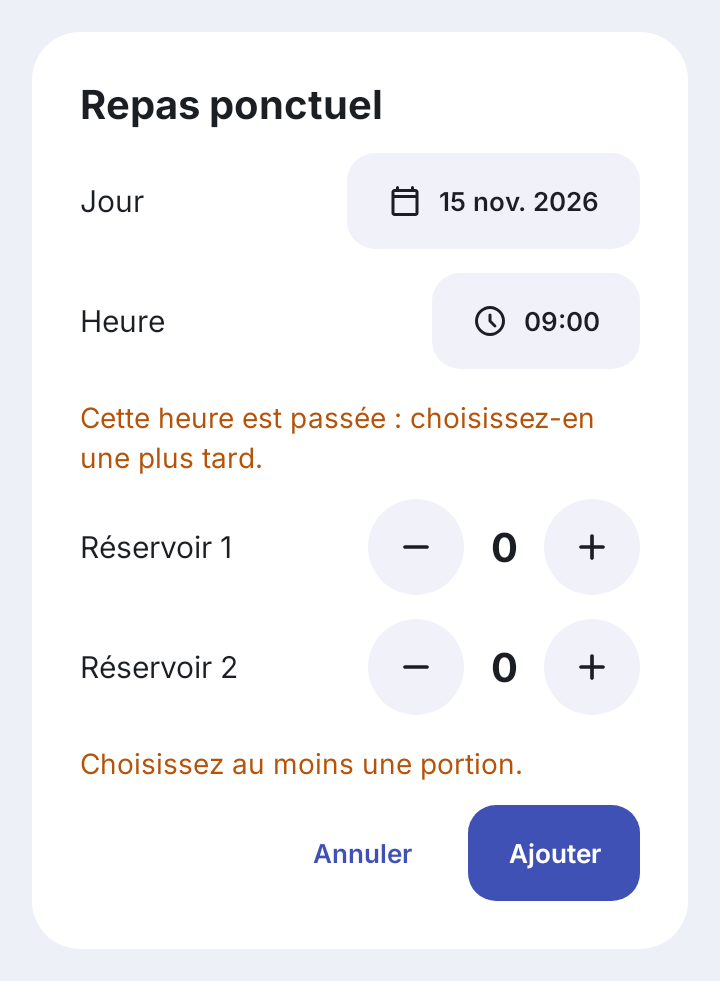 Repas ponctuel
Jour
15 nov. 2026
Heure
09:00
Cette heure est passée : choisissez-en
une plus tard.
Réservoir 1
− 0 +
Réservoir 2
− 0 +
Choisissez au moins une portion.
Annuler
Ajouter